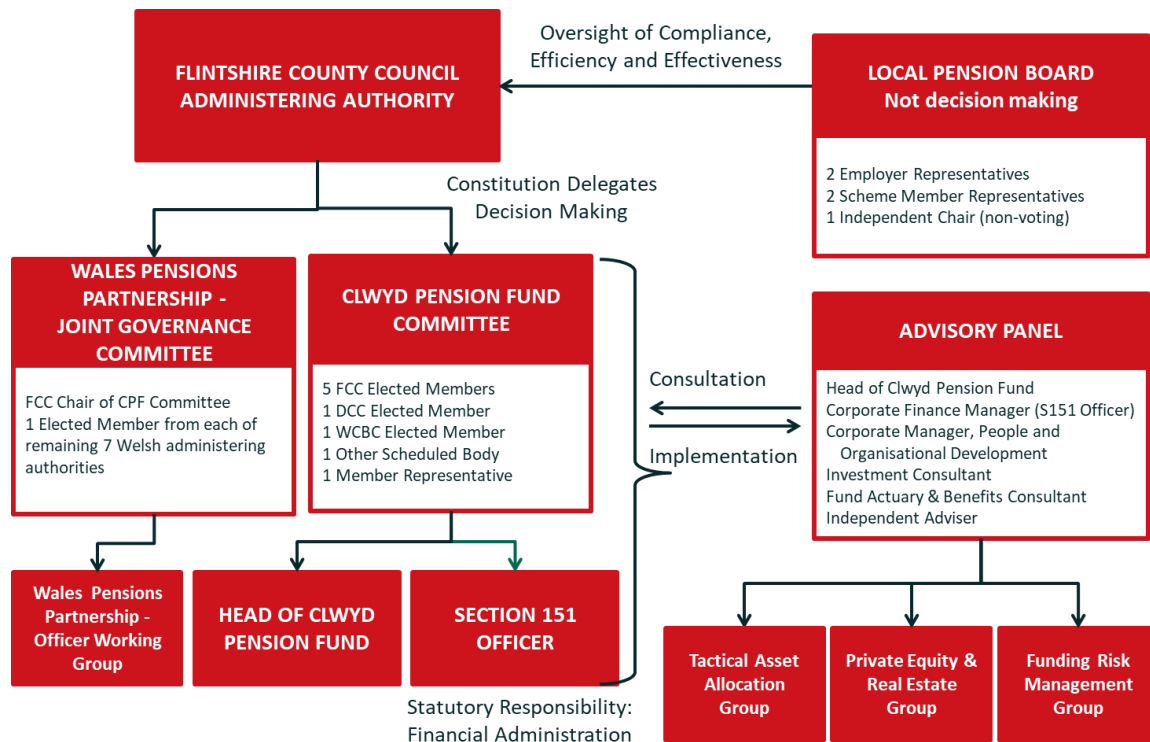 FLINTSHIRE COUNTY COUNCIL
ADMINISTERING AUTHORITY
Oversight of Compliance,
Efficiency and Effectiveness
LOCAL PENSION BOARD
Not decision making
2 Employer Representatives
2 Scheme Member Representatives
1 Independent Chair (non-voting)
Constitution Delegates
Decision Making
WALES PENSIONS
PARTNERSHIP -
JOINT GOVERNANCE
COMMITTEE
FCC Chair of CPF Committee
1 Elected Member from each of
remaining 7 Welsh administering
authorities
CLWYD PENSION FUND
COMMITTEE
5 FCC Elected Members
1 DCC Elected Member
1 WCBC Elected Member
1 Other Scheduled Body
1 Member Representative
Consultation
Implementation
ADVISORY PANEL
Head of Clwyd Pension Fund
Corporate Finance Manager (S151 Officer)
Corporate Manager, People and
Organisational Development
Investment Consultant
Fund Actuary & Benefits Consultant
Independent Adviser
Wales Pensions
Partnership -
Officer Working
Group
HEAD OF CLWYD
PENSION FUND
SECTION 151
OFFICER
Statutory Responsibility:
Financial Administration
Tactical Asset
Allocation
Group
Private Equity &
Real Estate
Group
Funding Risk
Management
Group